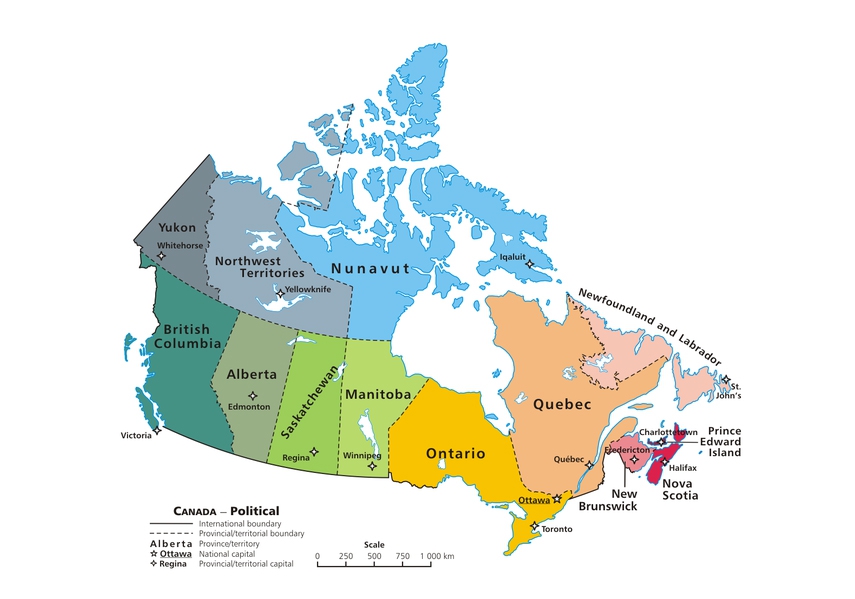 Yukon
Whitehorse
Northwest
Territories
Yellowknife
Nunavut
Iqaluit
British
Columbia
Victoria
Alberta
Edmonton
Saskatchewan
Regina
Manitoba
Winnipeg
Ontario
Ottawa
Toronto
Quebec
Québec
Newfoundland and Labrador
St.
John's
Prince
Edward
Island
Charlottetown
Fredericton
New
Brunswick
Halifax
Nova
Scotia
CANADA – Political
International boundary
Provincial/territorial boundary
Alberta Province/territory
Ottawa National capital
Regina Provincial/territorial capital
Scale
0 250 500 750 1 000 km